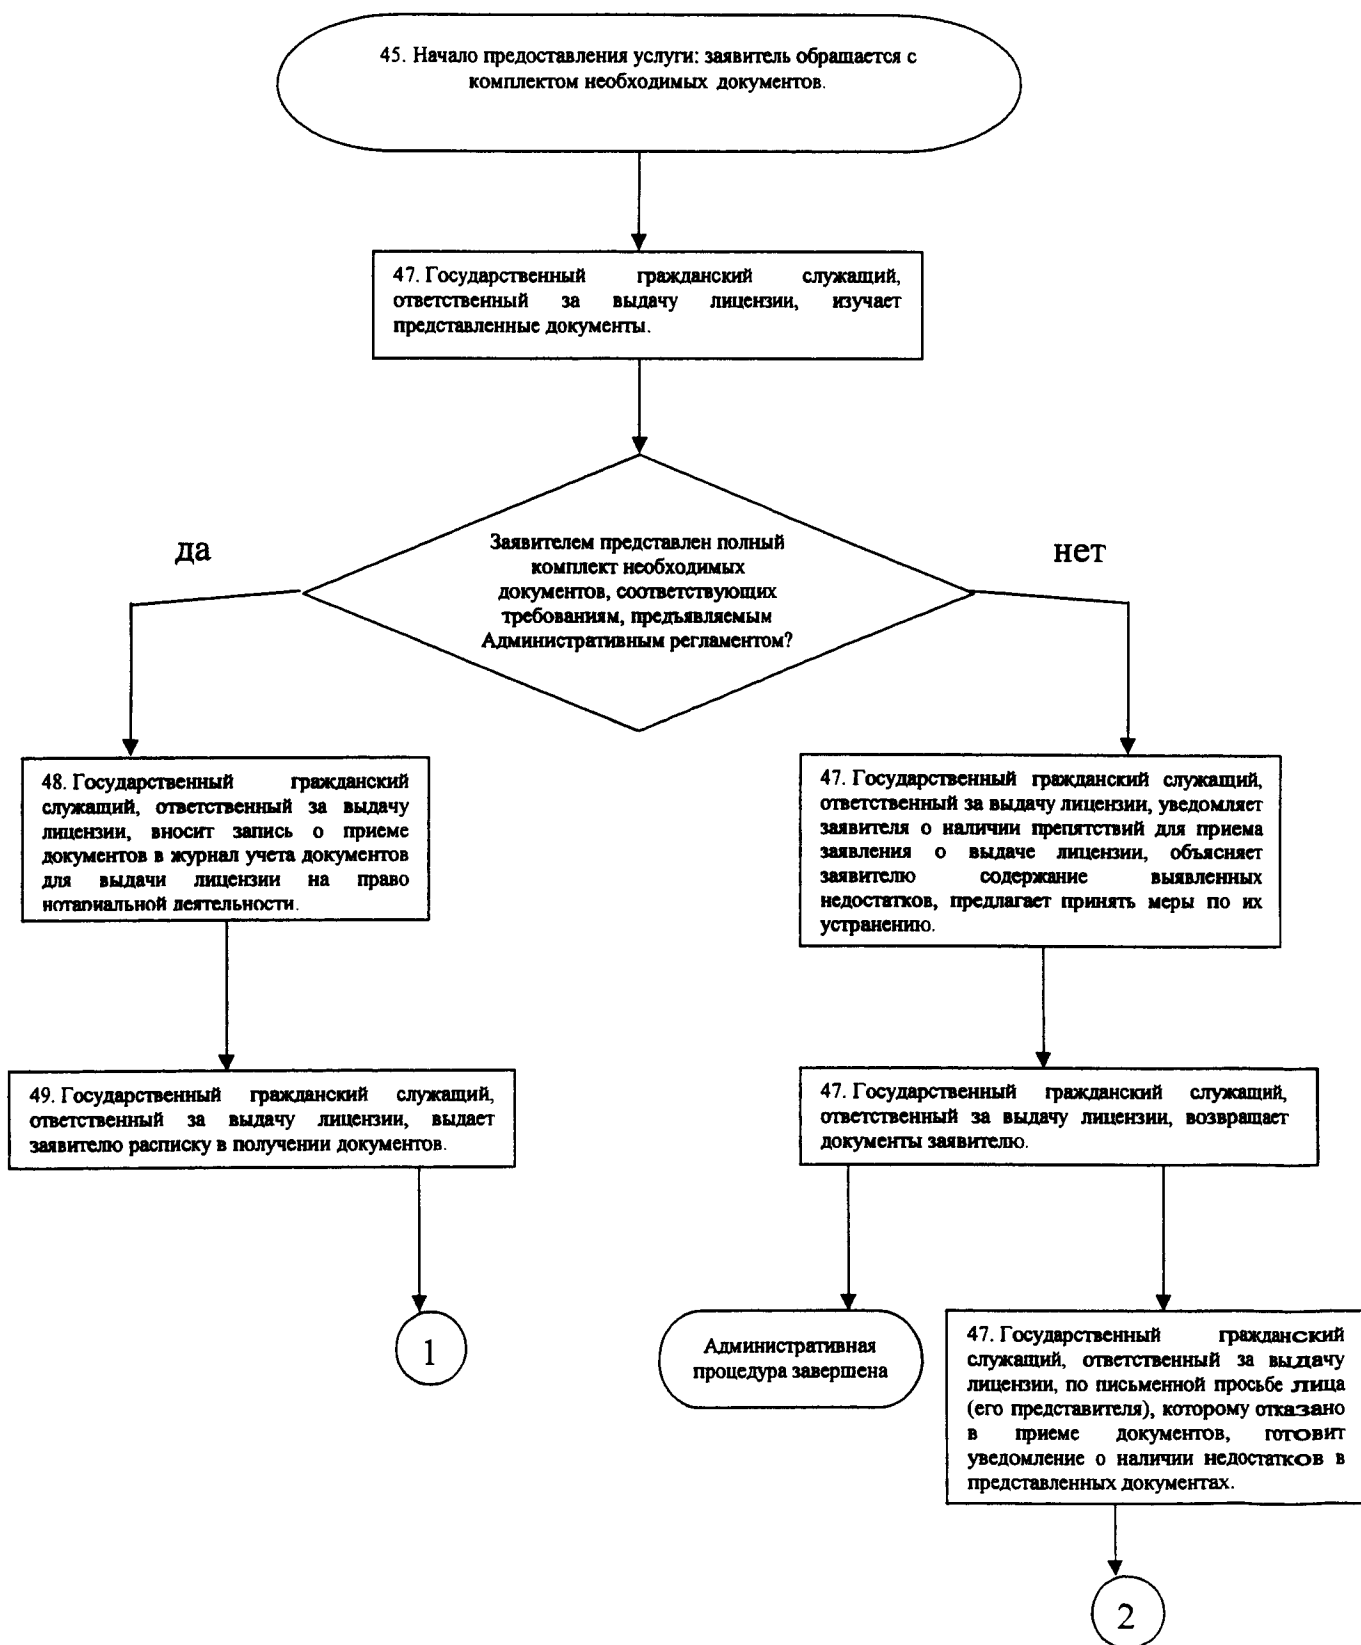 45. Начало предоставления услуги: заявитель обращается с
комплектом необходимых документов.
47. Государственный гражданский служащий,
ответственный за выдачу лицензии, изучает
представленные документы.
да
нет
Заявителем представлен полный
комплект необходимых
документов, соответствующих
требованиям, предъявляемым
Административным регламентом?
48. Государственный гражданский
служащий, ответственный за выдачу
лицензии, вносит запись о приеме
документов в журнал учета документов
для выдачи лицензии на право
нотариальной деятельности.
47. Государственный гражданский служащий,
ответственный за выдачу лицензии, уведомляет
заявителя о наличии препятствий для приема
заявления о выдаче лицензии, объясняет
заявителю содержание выявленных
недостатков, предлагает принять меры по их
устранению.
49. Государственный гражданский служащий,
ответственный за выдачу лицензии, выдает
заявителю расписку в получении документов.
47. Государственный гражданский служащий,
ответственный за выдачу лицензии, возвращает
документы заявителю.
1
Административная
процедура завершена
47. Государственный гражданский
служащий, ответственный за выдачу
лицензии, по письменной просьбе лица
(его представителя), которому отказано
в приеме документов, готовит
уведомление о наличии недостатков в
представленных документах.
2